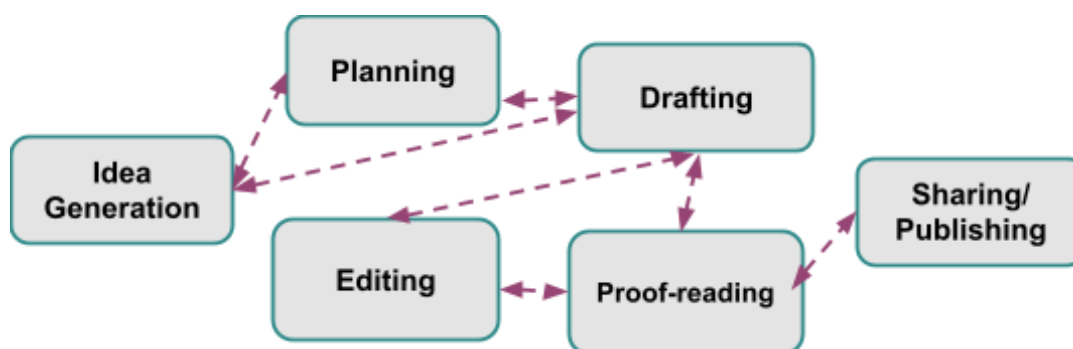 Planning
Drafting
Idea
Generation
Sharing/
Publishing
Editing
Proof-reading